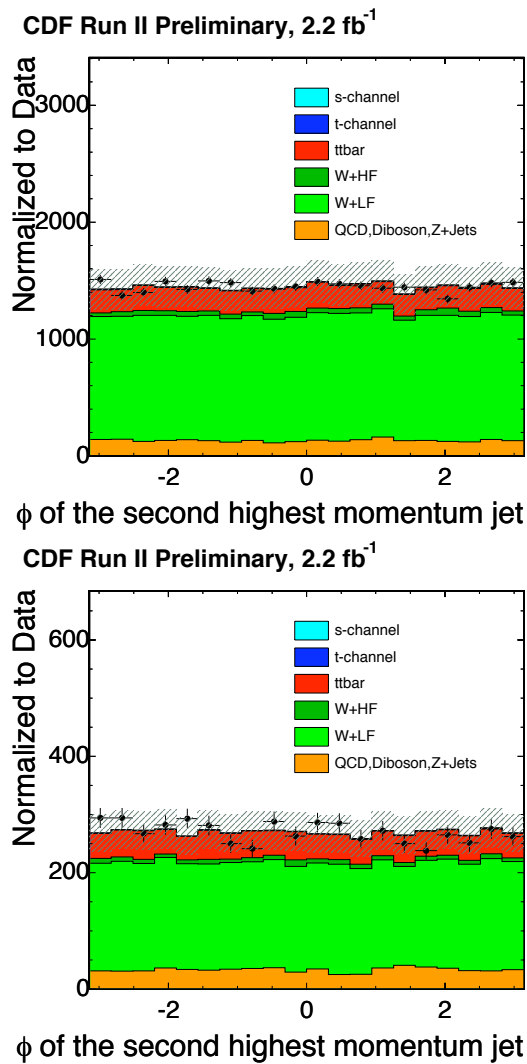 CDF Run II Preliminary, 2.2 fb-1
Normalized to Data
3000
2000
1000
0
s-channel
t-channel
ttbar
W+HF
W+LF
QCD,Diboson,Z+Jets
-2 0 2
ϕ of the second highest momentum jet
CDF Run II Preliminary, 2.2 fb-1
Normalized to Data
600
400
200
0
s-channel
t-channel
ttbar
W+HF
W+LF
QCD,Diboson,Z+Jets
-2 0 2
ϕ of the second highest momentum jet